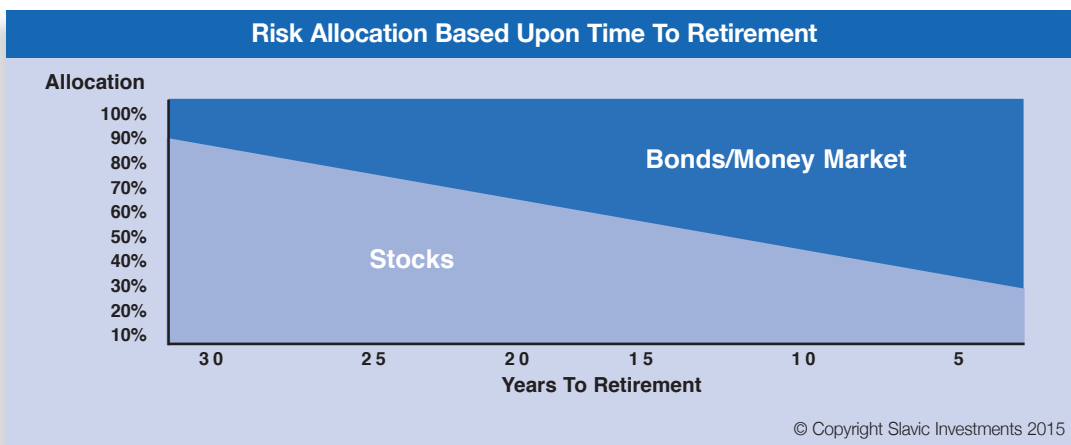 Risk Allocation Based Upon Time To Retirement
Allocation
100%
90%
80%
70%
60%
50%
40%
30%
20%
10%
Bonds/Money Market
Stocks
30 25 20 15 10 5
Years To Retirement
© Copyright Slavic Investments 2015